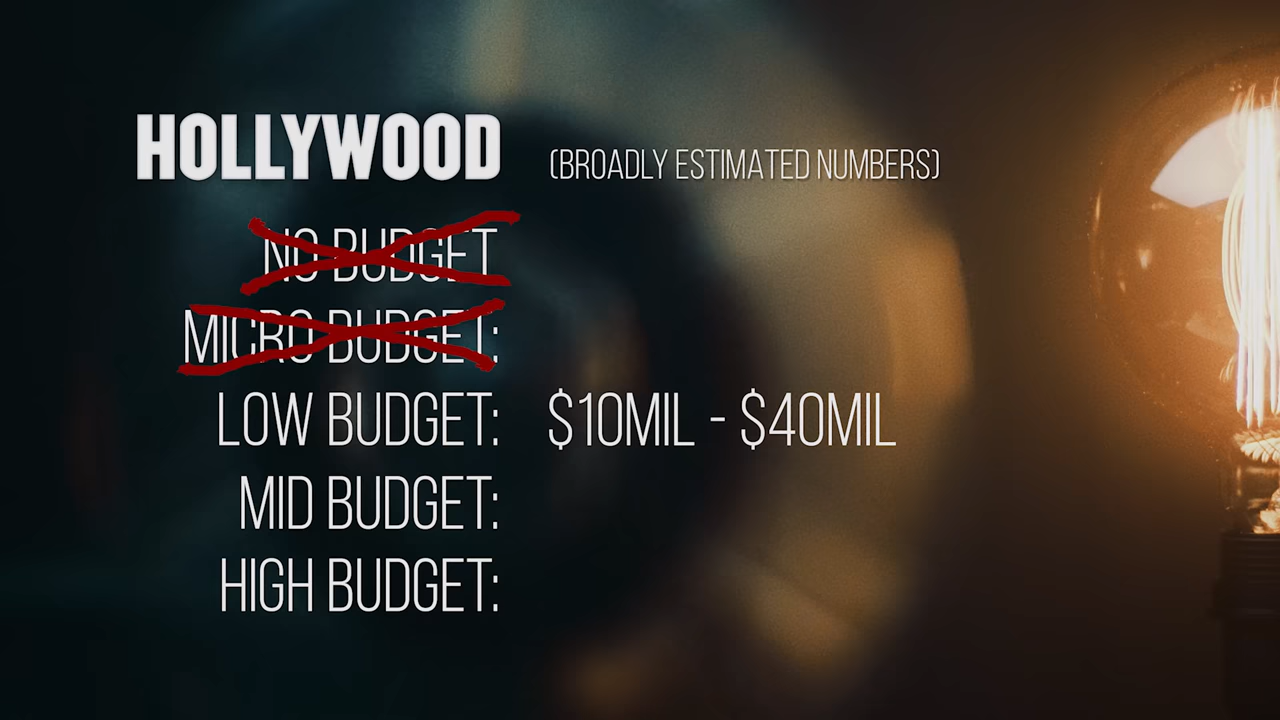 HOLLYWOOD (BROADLY ESTIMATED NUMBERS)
NO BUDGET
MICRO BUDGET:
LOW BUDGET: $10MIL - $40MIL
MID BUDGET:
HIGH BUDGET: